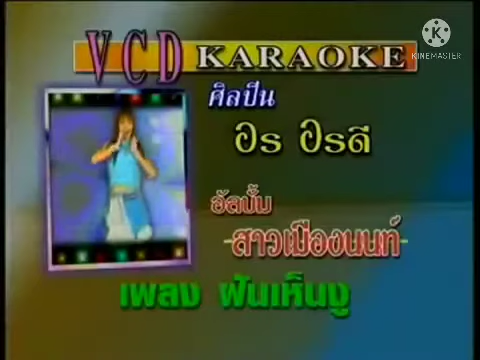 VCD KARAOKE
KINEMASTER
ศิลปิน
อร อรดี
อัลบั้ม
-สาวเมืองนนท์-
เพลง ฝันเห็นงู